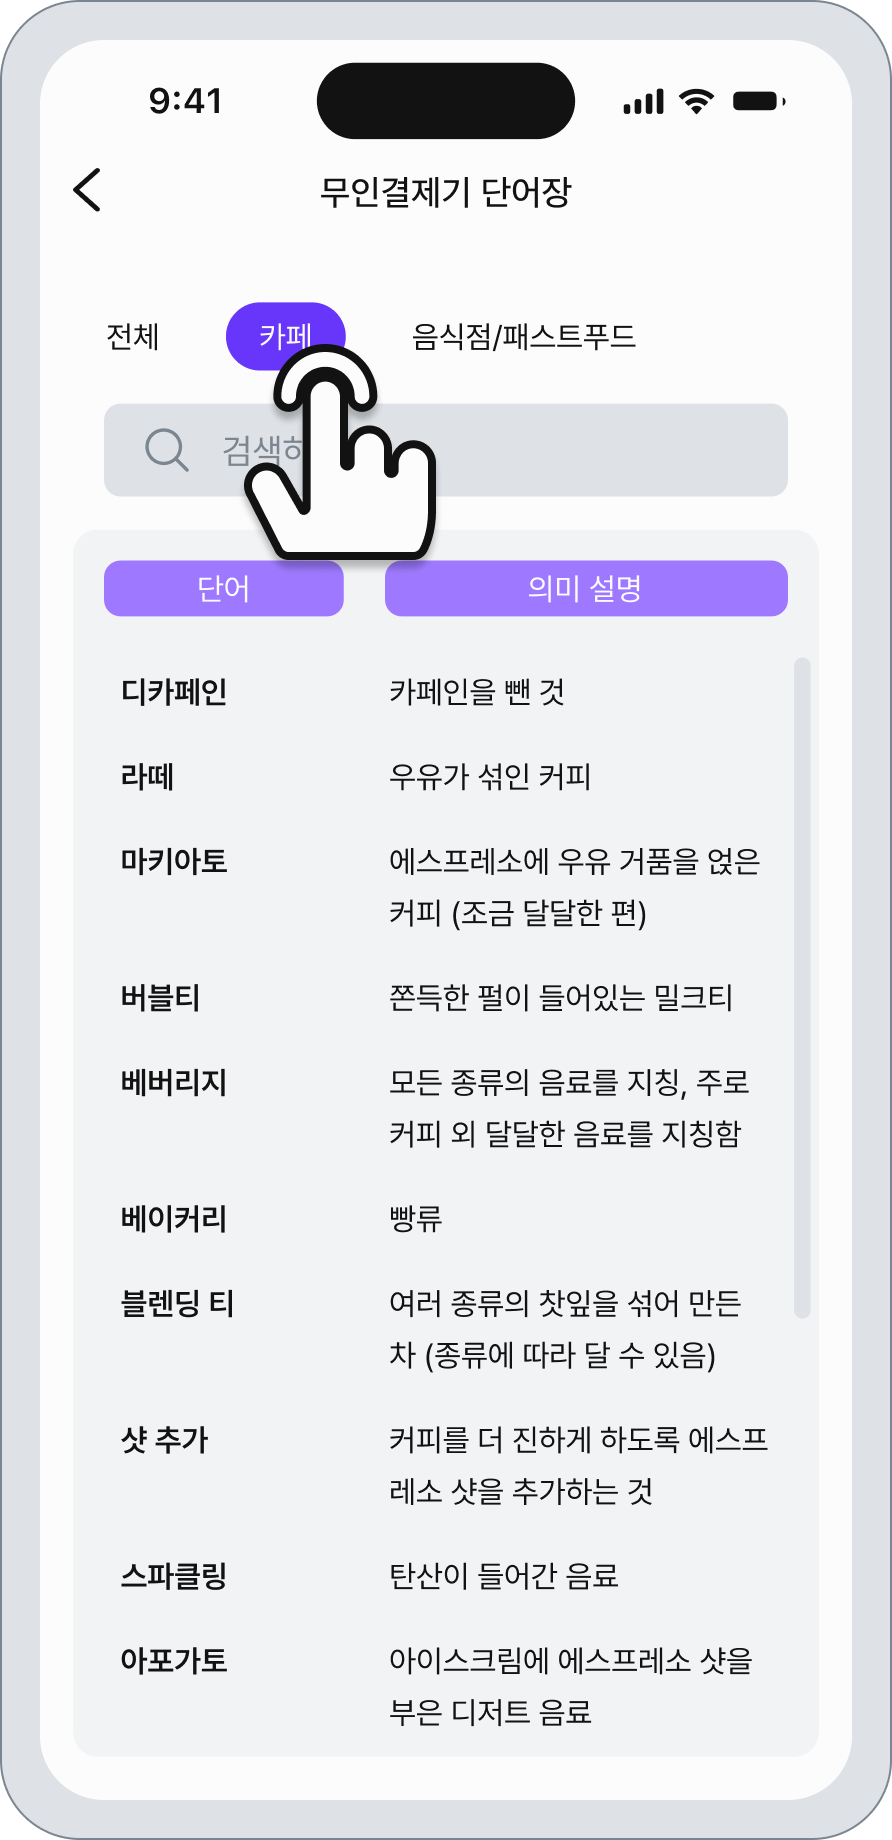 9:41
무인결제기 단어장
전체 카페 음식점/패스트푸드
단어 의미 설명
디카페인 카페인을 뺀 것
라떼 우유가 섞인 커피
마키아토 에스프레소에 우유 거품을 얹은
커피 (조금 달달한 편)
버블티 쫀득한 펄이 들어있는 밀크티
베버리지 모든 종류의 음료를 지칭, 주로
커피 외 달달한 음료를 지칭함
베이커리 빵류
블렌딩 티 여러 종류의 찻잎을 섞어 만든
차 (종류에 따라 달 수 있음)
샷 추가 커피를 더 진하게 하도록 에스프
레소 샷을 추가하는 것
스파클링 탄산이 들어간 음료
아포가토 아이스크림에 에스프레소 샷을
부은 디저트 음료